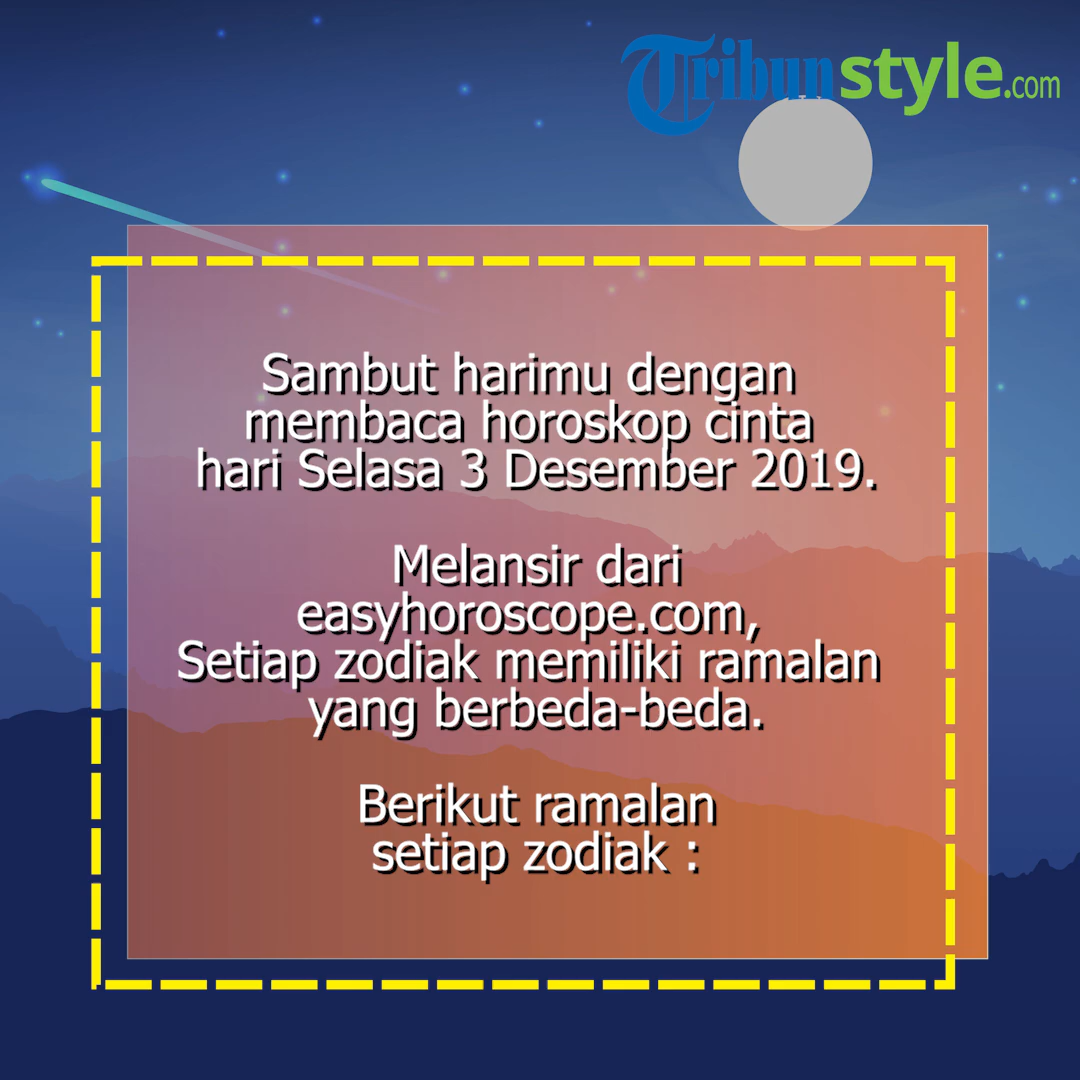 Tribunstyle.com
Sambut harimu dengan
membaca horoskop cinta
hari Selasa 3 Desember 2019.
Melansir dari
easyhoroscope.com,
Setiap zodiak memiliki ramalan
yang berbeda-beda.
Berikut ramalan
setiap zodiak :